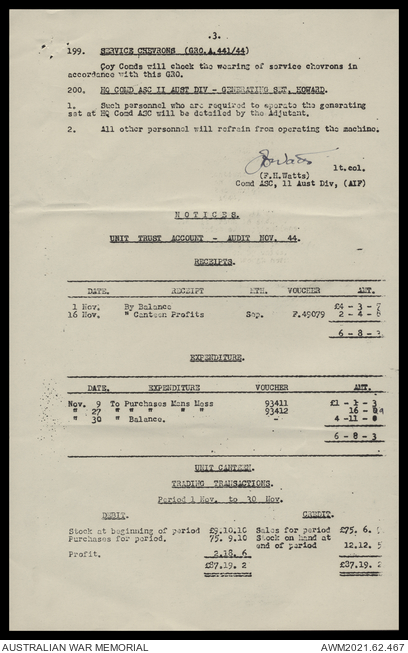 .3.
199. SERVICE CHEVRONS (GRO.A.441/44)
Coy Comds will check the wearing of service chevrons in
accordance with this GRO.
200. HQ COMD ASC II AUST DIV - GENERATING SET, HOWARD.
1. Such personnel who are required to operate the generating
set at HQ Comd ASC will be detailed by the Adjutant.
2. All other personnel will refrain from operating the machine.
lt.col.
(F.H.Watts)
Comd ASC, 11 Aust Div, (AIF)
NOTICES.
UNIT TRUST ACCOUNT - AUDIT NOV. 44.
RECEIPTS.
DATE. RECEIPT MTH. VOUCHER AMT.
1 Nov. By Balance £4 - 3 -
16 Nov. " Canteen Profits Sep. F.49079 2 - 4 -
6 - 8 -
EXPENDITURE.
DATE. EXPENDITURE VOUCHER AMT.
Nov. 9 To Purchases Mens Mess 93411 £1 - 1 - 3
" 27 " " " " " 93412 16 -
" 30 " Balance. - 4 -11 -
6 - 8 - 3
UNIT CANTEEN.
TRADING TRANSACTIONS.
Period 1 Nov. to 30 Nov.
DEBIT. CREDIT.
Stock at beginning of period £9.10.10 Sales for period £75. 6.
Purchases for period. 75. 9.10 Stock on hand at
end of period 12.12. 5
Profit. 2.18. 6
£87.19. 2 £87.19. 2
AUSTRALIAN WAR MEMORIAL AWM2021.62.467